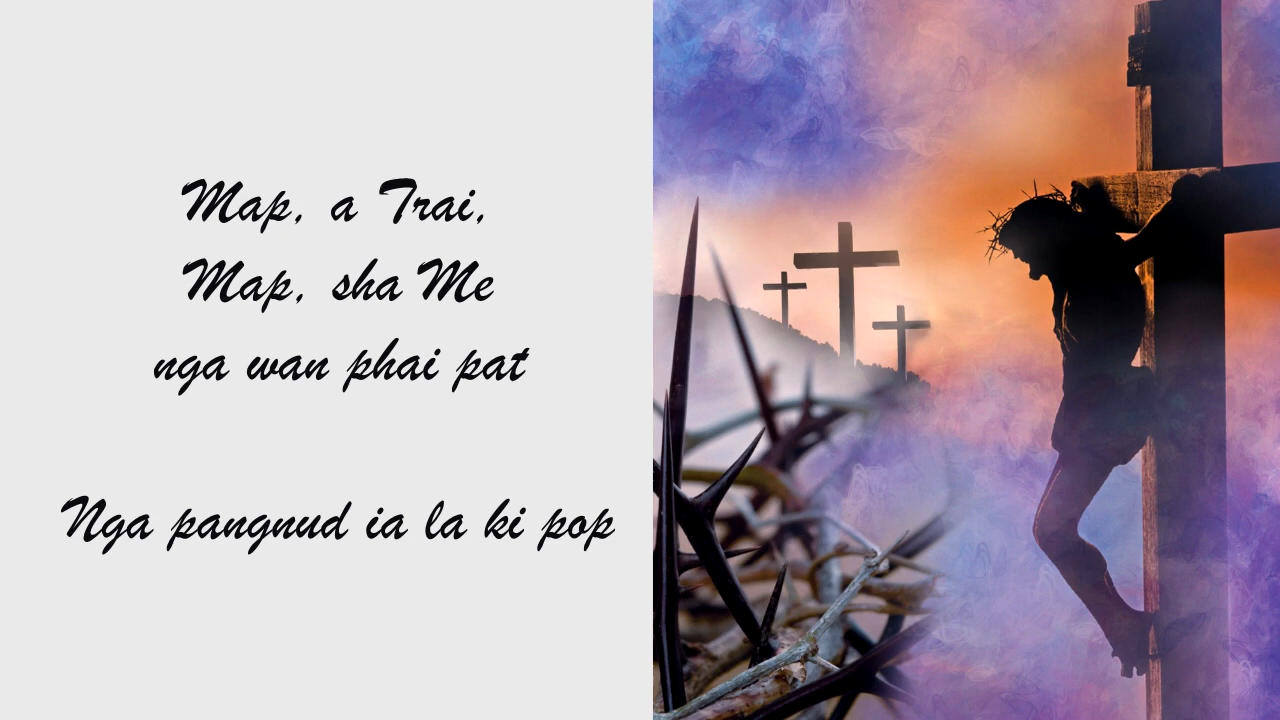 Map, a Trai,
Map, sha Me
nga wan phai pat
Nga pangnud ia la ki pop